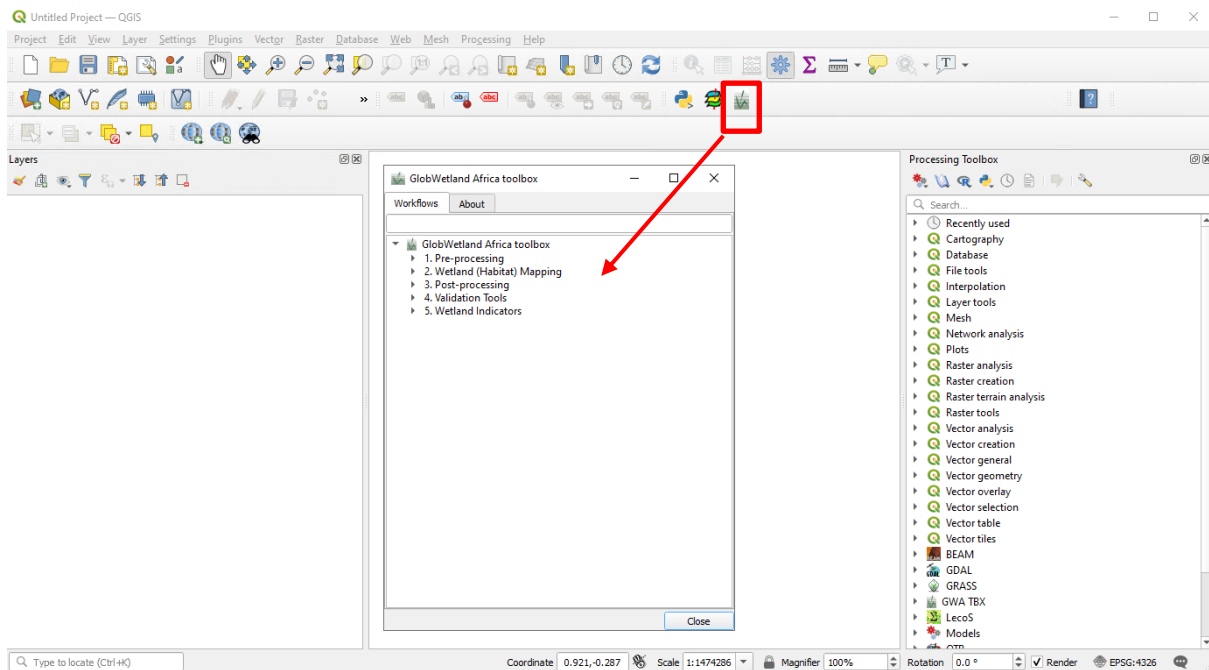 Untitled Project — QGIS
Project Edit View Layer Settings Plugins Vector Raster Database Web Mesh Processing Help
Layers
GlobWetland Africa toolbox
Workflows About
GlobWetland Africa toolbox
1. Pre-processing
2. Wetland (Habitat) Mapping
3. Post-processing
4. Validation Tools
5. Wetland Indicators
Close
Processing Toolbox
Search...
Recently used
Cartography
Database
File tools
Interpolation
Layer tools
Mesh
Network analysis
Plots
Raster analysis
Raster creation
Raster terrain analysis
Raster tools
Vector analysis
Vector creation
Vector general
Vector geometry
Vector overlay
Vector selection
Vector table
Vector tiles
BEAM
GDAL
GRASS
GWA TBX
LecoS
Models
Type to locate (Ctrl+K) Coordinate 0.921,-0.287 Scale 1:1474286 Magnifier 100% Rotation 0.0 ° Render EPSG:4326